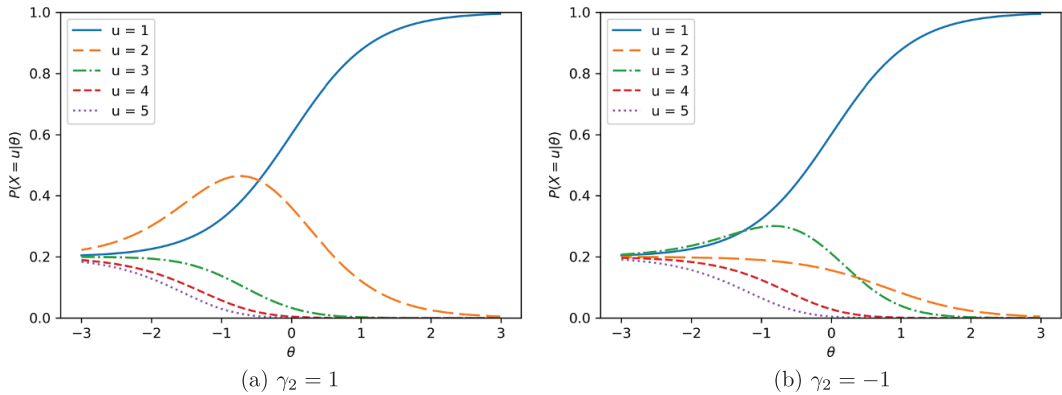 1.0
0.8
0.6
0.4
0.2
0.0
P(X = u|θ)
u = 1
u = 2
u = 3
u = 4
u = 5
−3 −2 −1 0 1 2 3
θ
(a) γ₂ = 1
1.0
0.8
0.6
0.4
0.2
0.0
P(X = u|θ)
u = 1
u = 2
u = 3
u = 4
u = 5
−3 −2 −1 0 1 2 3
θ
(b) γ₂ = −1